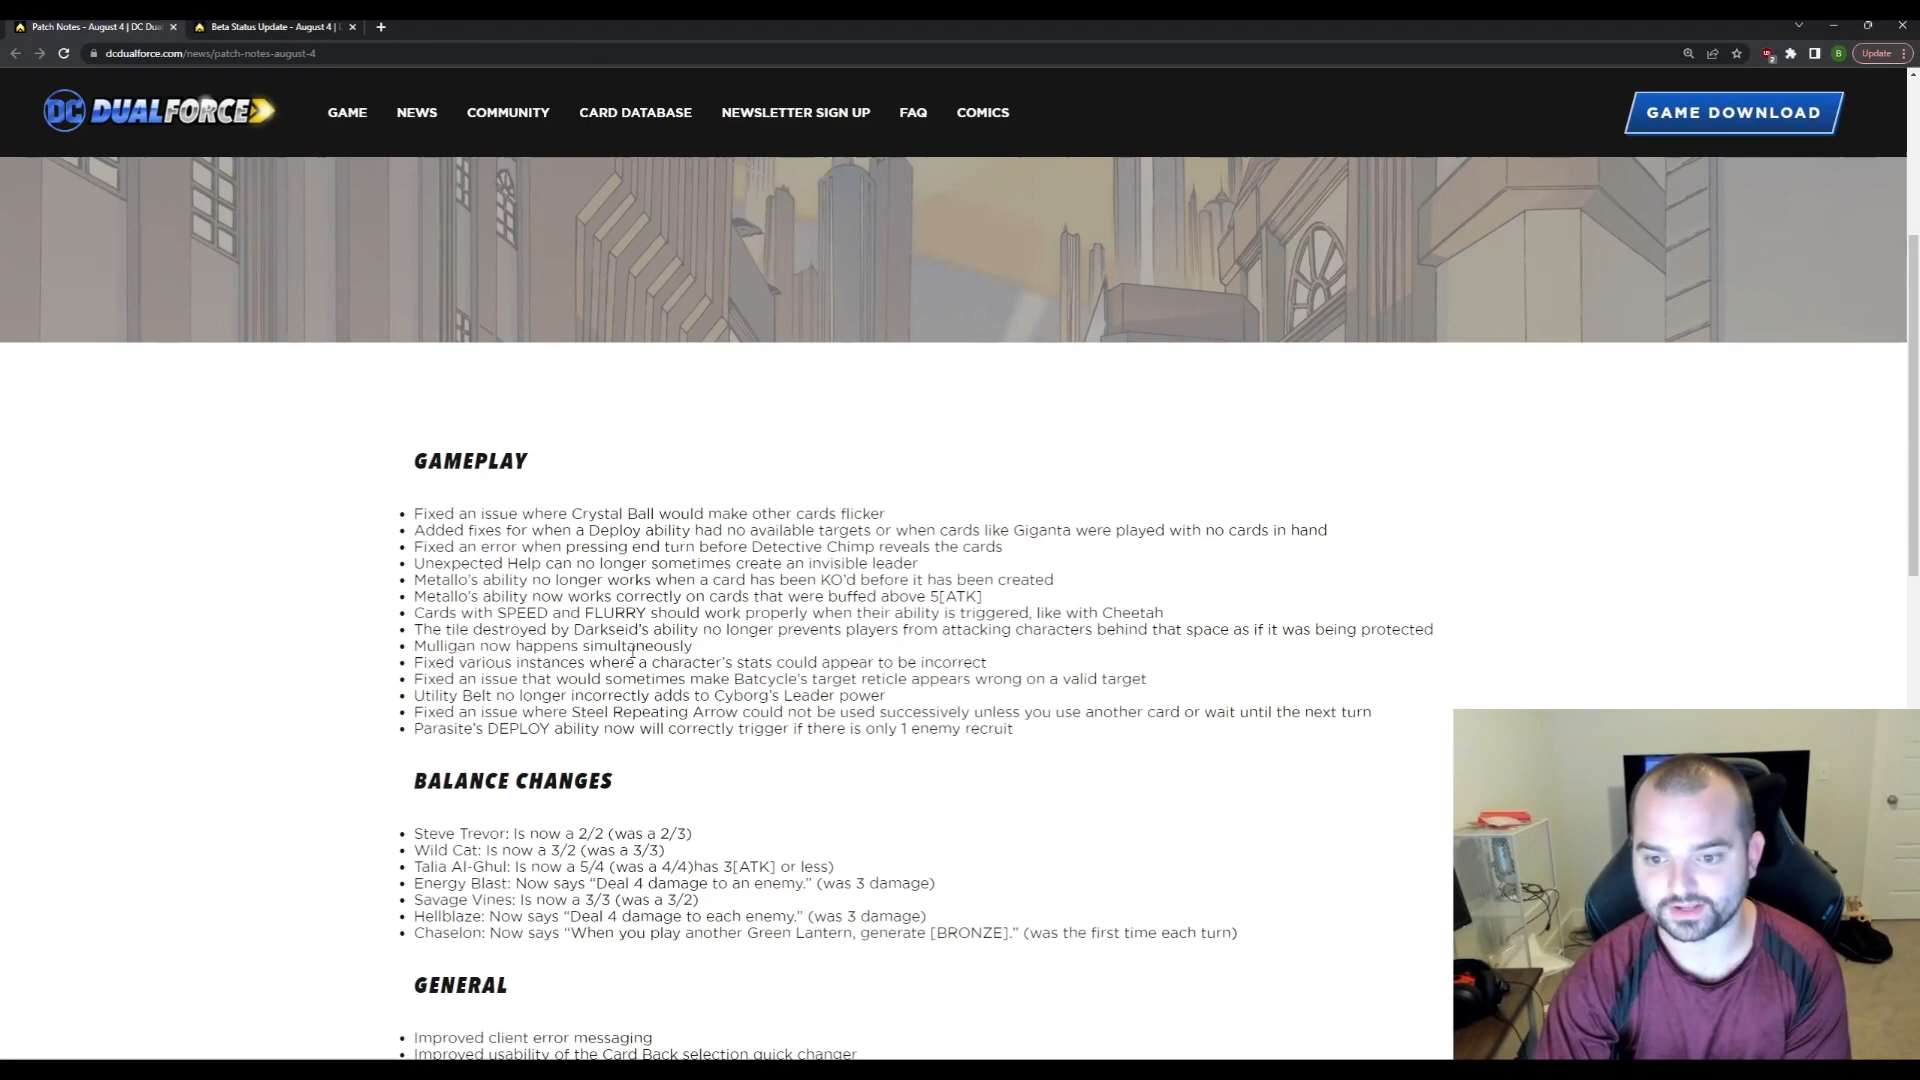 Patch Notes - August 4 | DC Dua
Beta Status Update - August 4 |
dcdualforce.com/news/patch-notes-august-4
2
B
Update
DC DUALFORCE
GAME NEWS COMMUNITY CARD DATABASE NEWSLETTER SIGN UP FAQ COMICS
GAME DOWNLOAD
GAMEPLAY
• Fixed an issue where Crystal Ball would make other cards flicker
• Added fixes for when a Deploy ability had no available targets or when cards like Giganta were played with no cards in hand
• Fixed an error when pressing end turn before Detective Chimp reveals the cards
• Unexpected Help can no longer sometimes create an invisible leader
• Metallo's ability no longer works when a card has been KO'd before it has been created
• Metallo's ability now works correctly on cards that were buffed above 5[ATK]
• Cards with SPEED and FLURRY should work properly when their ability is triggered, like with Cheetah
• The tile destroyed by Darkseid's ability no longer prevents players from attacking characters behind that space as if it was being protected
• Mulligan now happens simultaneously
• Fixed various instances where a character's stats could appear to be incorrect
• Fixed an issue that would sometimes make Batcycle's target reticle appears wrong on a valid target
• Utility Belt no longer incorrectly adds to Cyborg's Leader power
• Fixed an issue where Steel Repeating Arrow could not be used successively unless you use another card or wait until the next turn
• Parasite's DEPLOY ability now will correctly trigger if there is only 1 enemy recruit
BALANCE CHANGES
• Steve Trevor: Is now a 2/2 (was a 2/3)
• Wild Cat: Is now a 3/2 (was a 3/3)
• Talia Al-Ghul: Is now a 5/4 (was a 4/4)has 3[ATK] or less)
• Energy Blast: Now says “Deal 4 damage to an enemy.” (was 3 damage)
• Savage Vines: Is now a 3/3 (was a 3/2)
• Hellblaze: Now says “Deal 4 damage to each enemy.” (was 3 damage)
• Chaselon: Now says “When you play another Green Lantern, generate [BRONZE].” (was the first time each turn)
GENERAL
• Improved client error messaging
• Improved usability of the Card Back selection quick changer